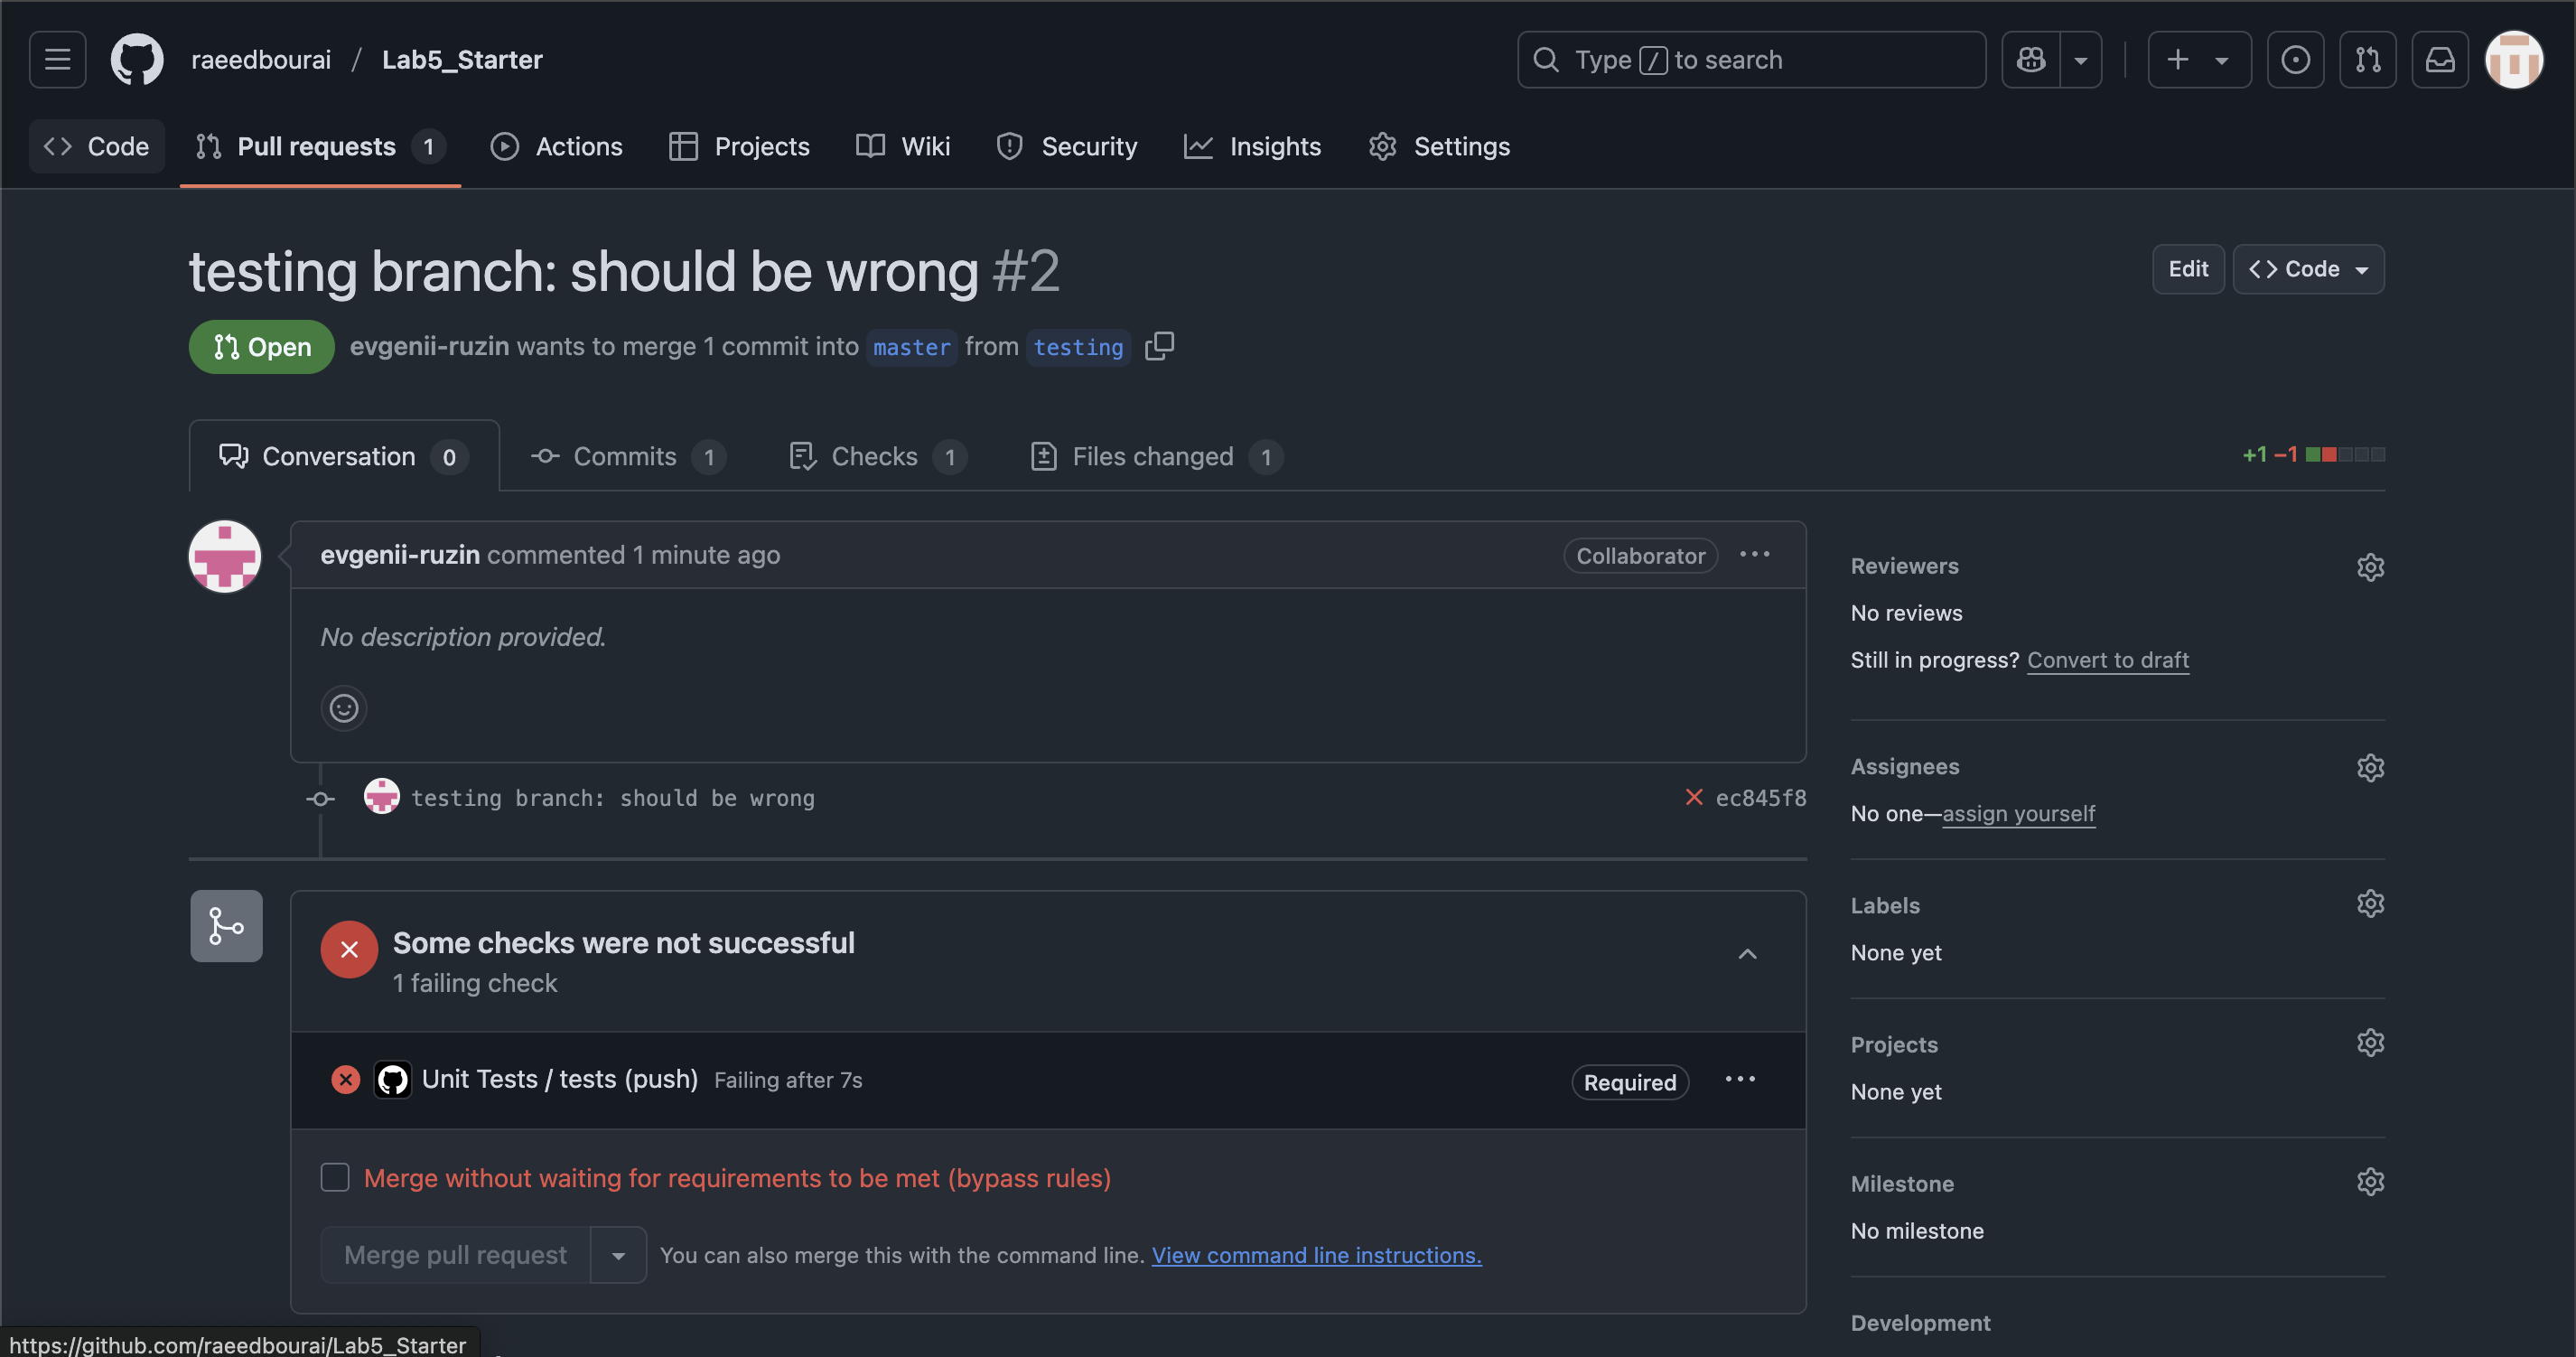 raeedbourai / Lab5_Starter
Type / to search
Code
Pull requests 1
Actions
Projects
Wiki
Security
Insights
Settings
testing branch: should be wrong #2
Edit
Code
Open
evgenii-ruzin wants to merge 1 commit into master from testing
Conversation 0
Commits 1
Checks 1
Files changed 1
+1 −1
evgenii-ruzin commented 1 minute ago
Collaborator
No description provided.
testing branch: should be wrong
ec845f8
Some checks were not successful
1 failing check
Unit Tests / tests (push) Failing after 7s
Required
Merge without waiting for requirements to be met (bypass rules)
Merge pull request
You can also merge this with the command line. View command line instructions.
Reviewers
No reviews
Still in progress? Convert to draft
Assignees
No one—assign yourself
Labels
None yet
Projects
None yet
Milestone
No milestone
Development
https://github.com/raeedbourai/Lab5_Starter